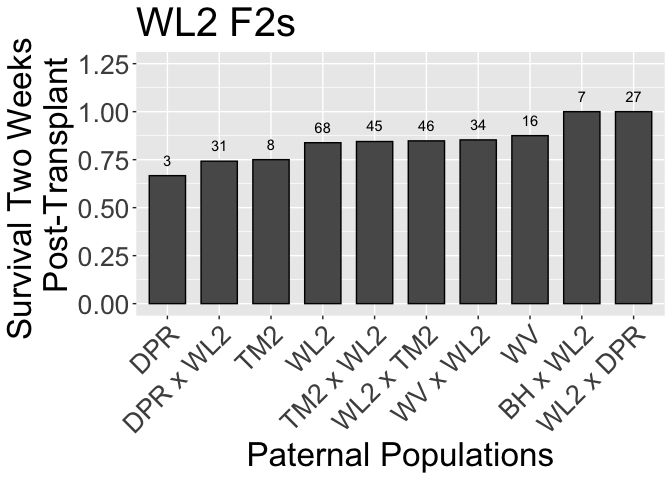 WL2 F2s
Survival Two Weeks
Post-Transplant
1.25
1.00
0.75
0.50
0.25
0.00
3
31
8
68
45
46
34
16
7
27
DPR
DPR x WL2
TM2
WL2
TM2 x WL2
WL2 x TM2
WV x WL2
WV
BH x WL2
WL2 x DPR
Paternal Populations